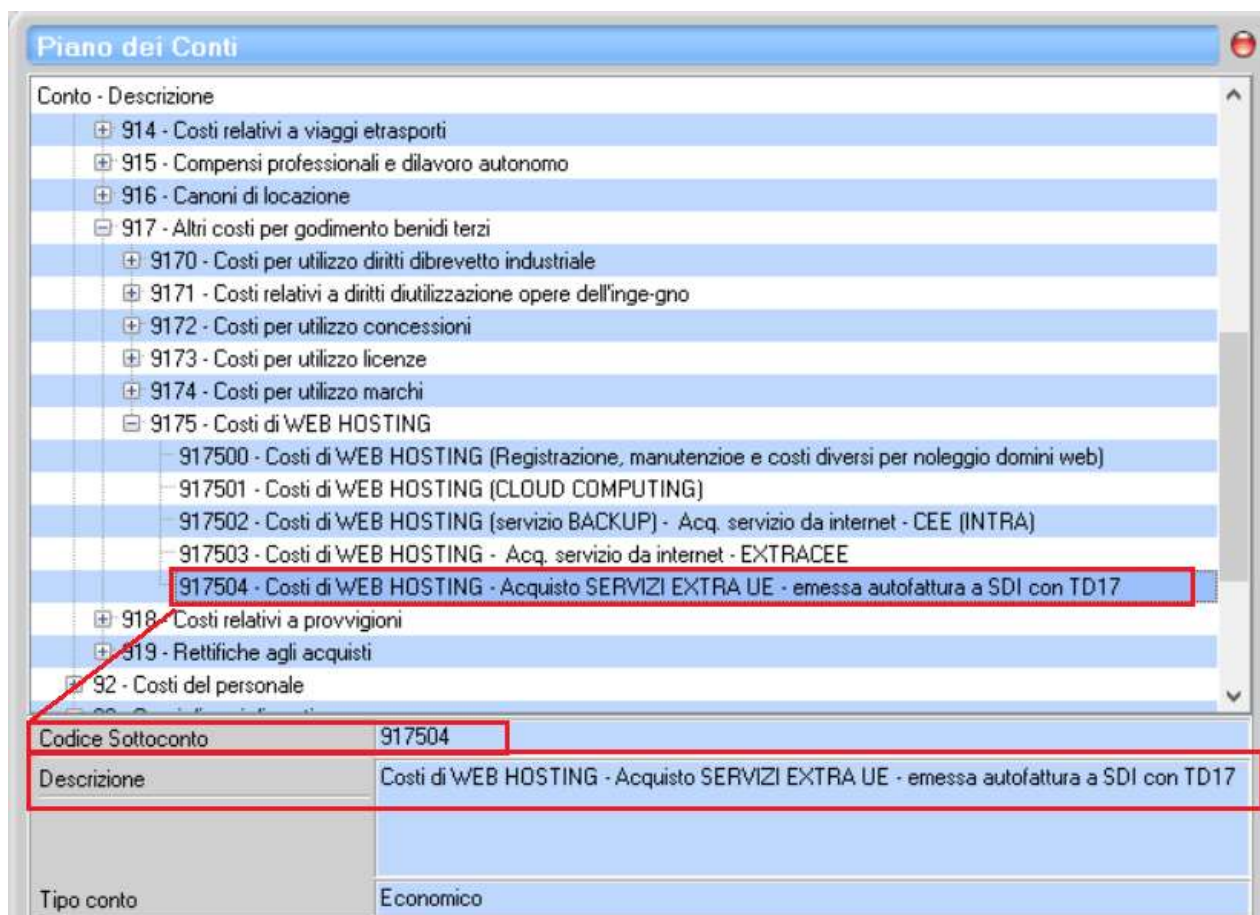 Piano dei Conti
Conto - Descrizione
914 - Costi relativi a viaggi etrasporti
915 - Compensi professionali e dilavoro autonomo
916 - Canoni di locazione
917 - Altri costi per godimento benidi terzi
9170 - Costi per utilizzo diritti dibrevetto industriale
9171 - Costi relativi a diritti diutilizzazione opere dell'inge-gno
9172 - Costi per utilizzo concessioni
9173 - Costi per utilizzo licenze
9174 - Costi per utilizzo marchi
9175 - Costi di WEB HOSTING
917500 - Costi di WEB HOSTING (Registrazione, manutenzioe e costi diversi per noleggio domini web)
917501 - Costi di WEB HOSTING (CLOUD COMPUTING)
917502 - Costi di WEB HOSTING (servizio BACKUP) - Acq. servizio da internet - CEE (INTRA)
917503 - Costi di WEB HOSTING - Acq. servizio da internet - EXTRACEE
917504 - Costi di WEB HOSTING - Acquisto SERVIZI EXTRA UE - emessa autofattura a SDI con TD17
918 - Costi relativi a provvigioni
919 - Rettifiche agli acquisti
92 - Costi del personale
Codice Sottoconto 917504
Descrizione Costi di WEB HOSTING - Acquisto SERVIZI EXTRA UE - emessa autofattura a SDI con TD17
Tipo conto Economico